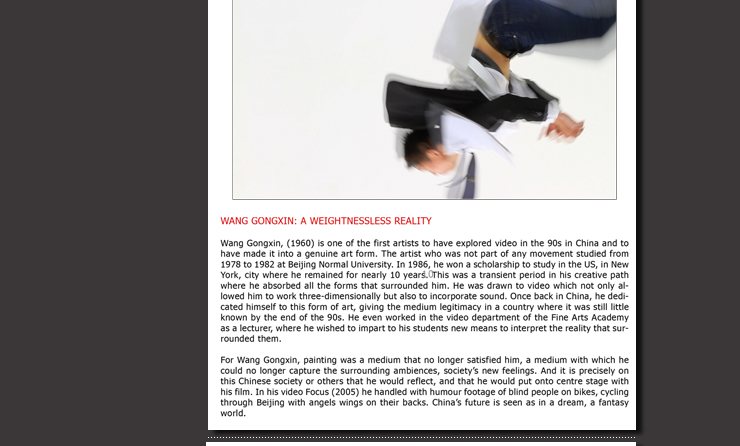 WANG GONGXIN: A WEIGHTNESSLESS REALITY
Wang Gongxin, (1960) is one of the first artists to have explored video in the 90s in China and to
have made it into a genuine art form. The artist who was not part of any movement studied from
1978 to 1982 at Beijing Normal University. In 1986, he won a scholarship to study in the US, in New
York, city where he remained for nearly 10 years. This was a transient period in his creative path
where he absorbed all the forms that surrounded him. He was drawn to video which not only al-
lowed him to work three-dimensionally but also to incorporate sound. Once back in China, he dedi-
cated himself to this form of art, giving the medium legitimacy in a country where it was still little
known by the end of the 90s. He even worked in the video department of the Fine Arts Academy
as a lecturer, where he wished to impart to his students new means to interpret the reality that sur-
rounded them.
For Wang Gongxin, painting was a medium that no longer satisfied him, a medium with which he
could no longer capture the surrounding ambiences, society's new feelings. And it is precisely on
this Chinese society or others that he would reflect, and that he would put onto centre stage with
his film. In his video Focus (2005) he handled with humour footage of blind people on bikes, cycling
through Beijing with angels wings on their backs. China's future is seen as in a dream, a fantasy
world.